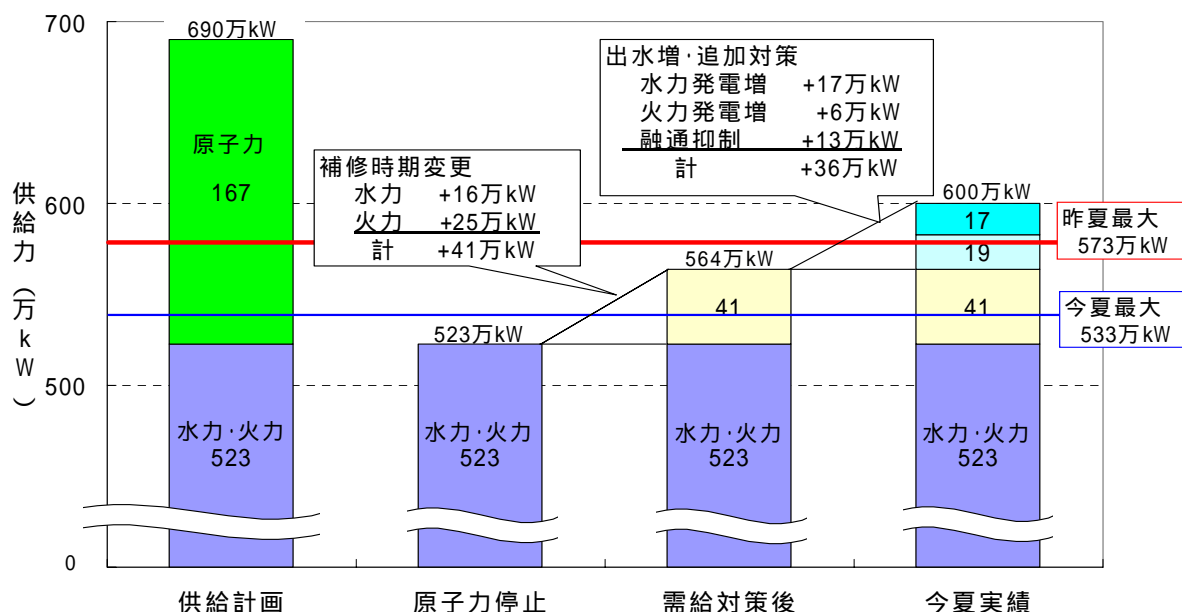 供給力(万kW)
700
600
500
0
690万kW
原子力
167
水力・火力
523
供給計画
補修時期変更
水力 +16万kW
火力 +25万kW
計 +41万kW
523万kW
水力・火力
523
原子力停止
出水増・追加対策
水力発電増 +17万kW
火力発電増 +6万kW
融通抑制 +13万kW
計 +36万kW
564万kW
41
水力・火力
523
需給対策後
600万kW
17
19
41
水力・火力
523
今夏実績
昨夏最大
573万kW
今夏最大
533万kW